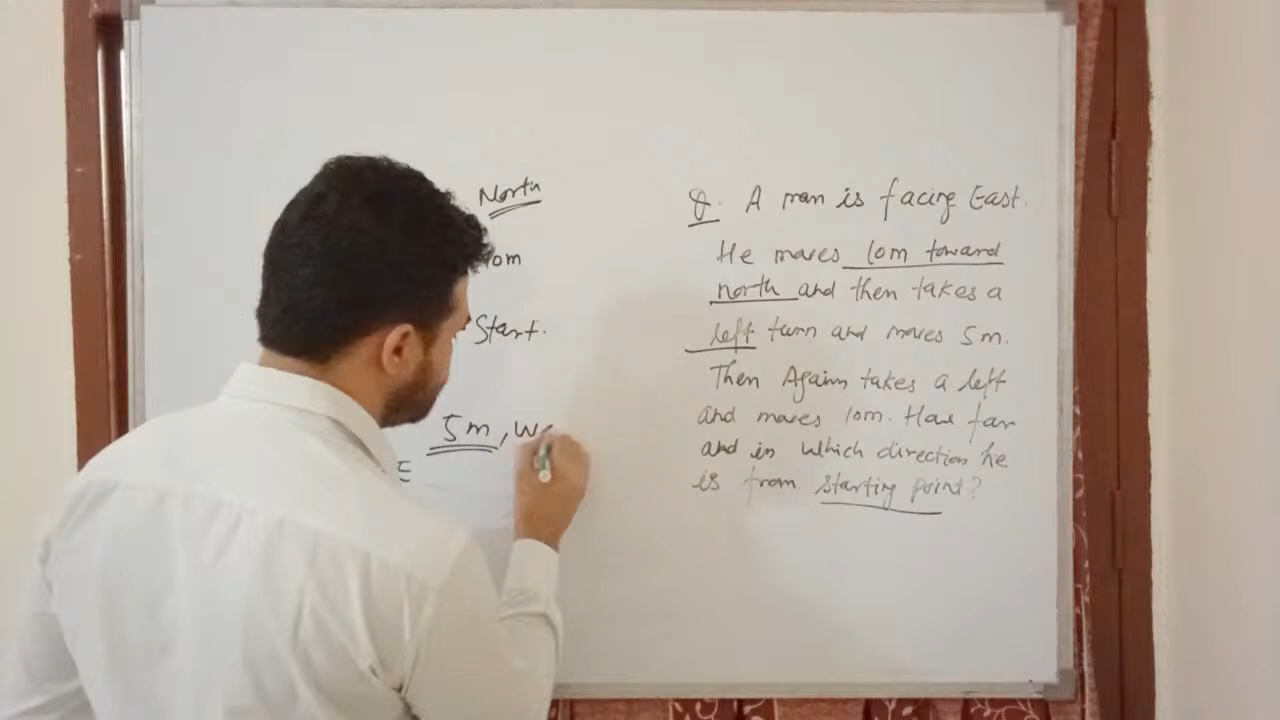 North
10m
Start.
5m, W
E
Q. A man is facing East.
He moves 10m toward
north and then takes a
left turn and moves 5m.
Then Again takes a left
and moves 10m. How far
and in which direction he
is from starting point?